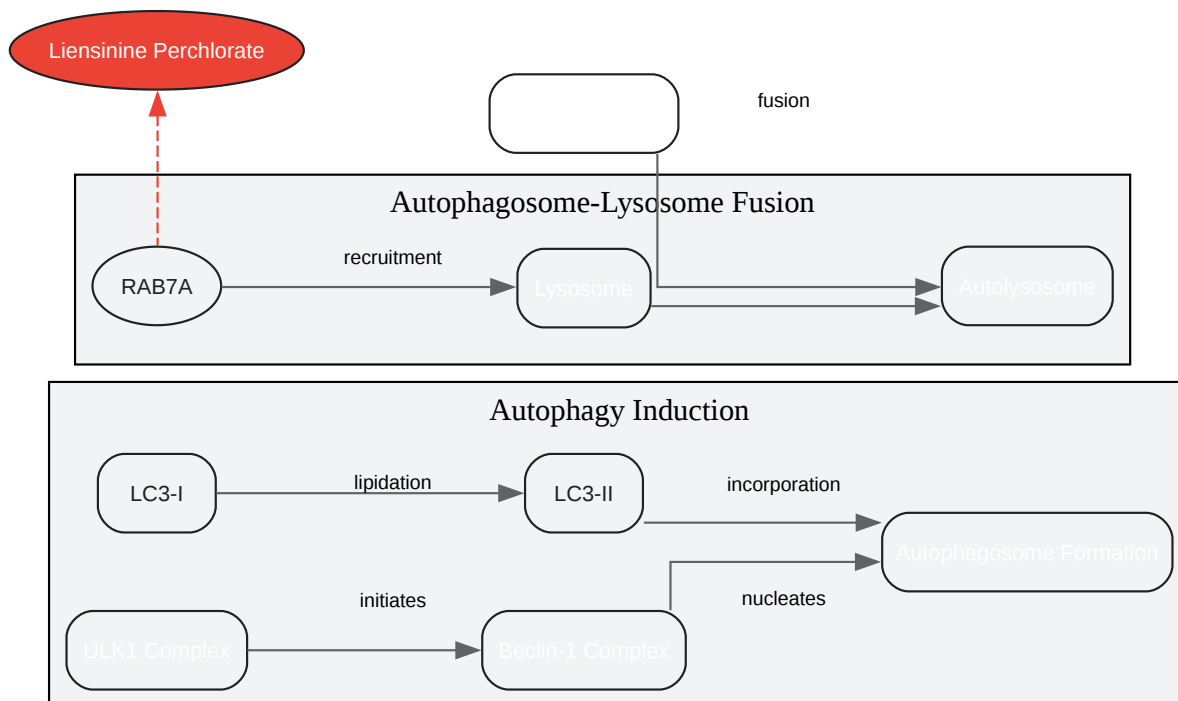 Liensinine Perchlorate
fusion
Autophagosome-Lysosome Fusion
recruitment
RAB7A
Lysosome
Autolysosome
Autophagy Induction
LC3-I
lipidation
LC3-II
incorporation
Autophagosome Formation
initiates
nucleates
ULK1 Complex
Beclin-1 Complex